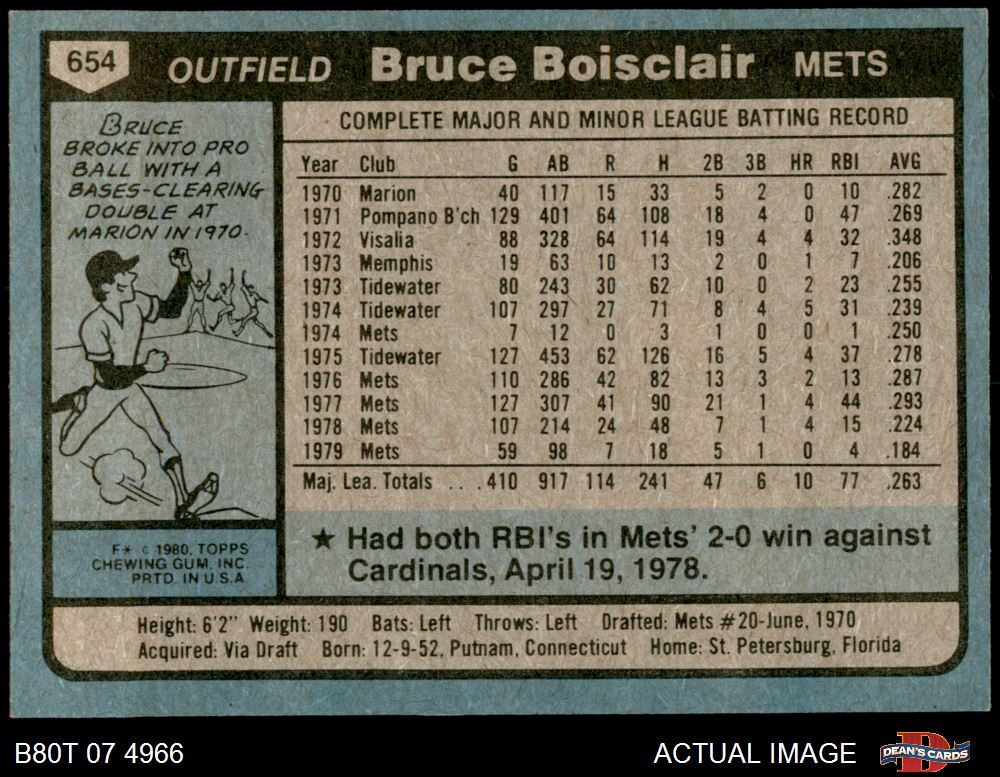 654 OUTFIELD Bruce Boisclair METS
BRUCE
BROKE INTO PRO
BALL WITH A
BASES-CLEARING
DOUBLE AT
MARION IN 1970.
F* © 1980, TOPPS
CHEWING GUM, INC.
PRTD. IN U.S.A
COMPLETE MAJOR AND MINOR LEAGUE BATTING RECORD
Year Club G AB R H 2B 3B HR RBI AVG
1970 Marion 40 117 15 33 5 2 0 10 .282
1971 Pompano B'ch 129 401 64 108 18 4 0 47 .269
1972 Visalia 88 328 64 114 19 4 4 32 .348
1973 Memphis 19 63 10 13 2 0 1 7 .206
1973 Tidewater 80 243 30 62 10 0 2 23 .255
1974 Tidewater 107 297 27 71 8 4 5 31 .239
1974 Mets 7 12 0 3 1 0 0 1 .250
1975 Tidewater 127 453 62 126 16 5 4 37 .278
1976 Mets 110 286 42 82 13 3 2 13 .287
1977 Mets 127 307 41 90 21 1 4 44 .293
1978 Mets 107 214 24 48 7 1 4 15 .224
1979 Mets 59 98 7 18 5 1 0 4 .184
Maj. Lea. Totals . . . 410 917 114 241 47 6 10 77 .263
★ Had both RBI's in Mets' 2-0 win against
Cardinals, April 19, 1978.
Height: 6'2" Weight: 190 Bats: Left Throws: Left Drafted: Mets #20-June, 1970
Acquired: Via Draft Born: 12-9-52, Putnam, Connecticut Home: St. Petersburg, Florida
B80T 07 4966 ACTUAL IMAGE DEAN'S CARDS